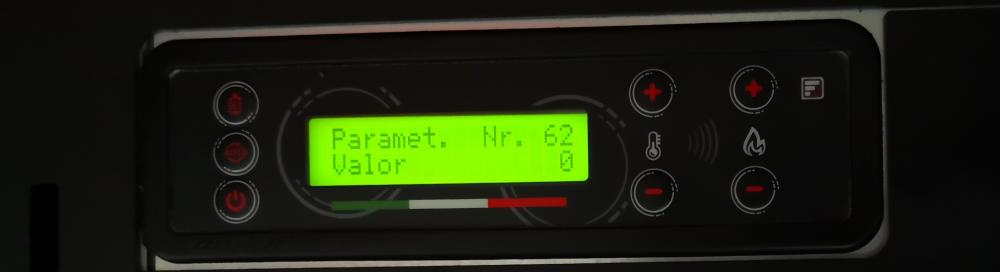 Paramet. Nr. 62
Valor 0